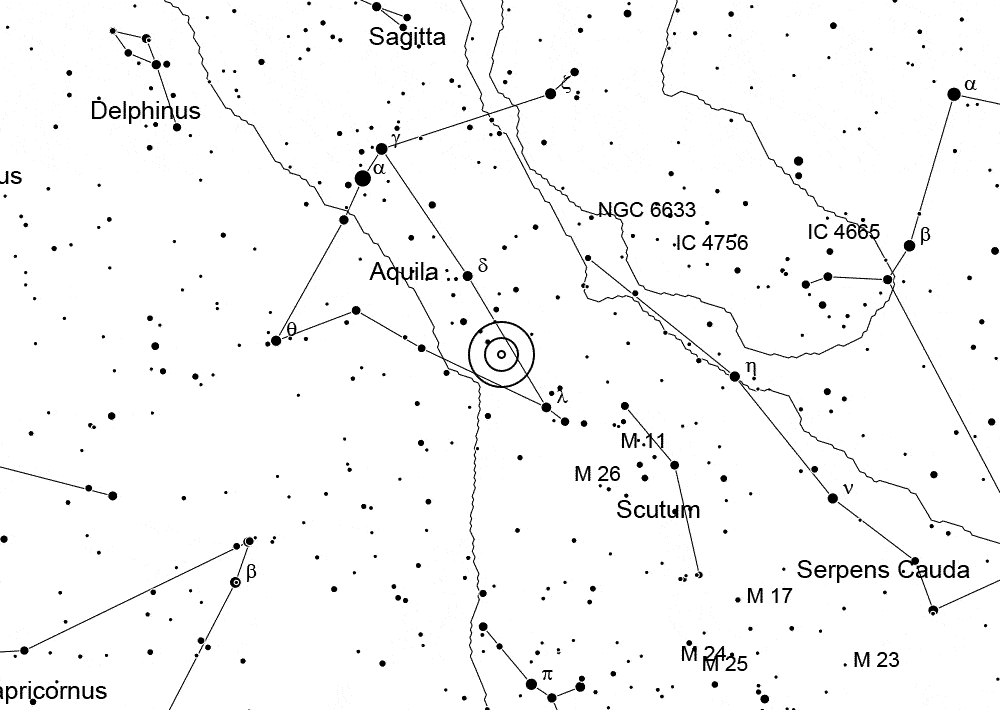 Sagitta
ζ
α
Delphinus
γ
α
us
NGC 6633
IC 4665
β
IC 4756
Aquila
δ
θ
η
λ
M 11
M 26
ν
Scutum
β
Serpens Cauda
M 17
M 24
M 25
M 23
π
apricornus